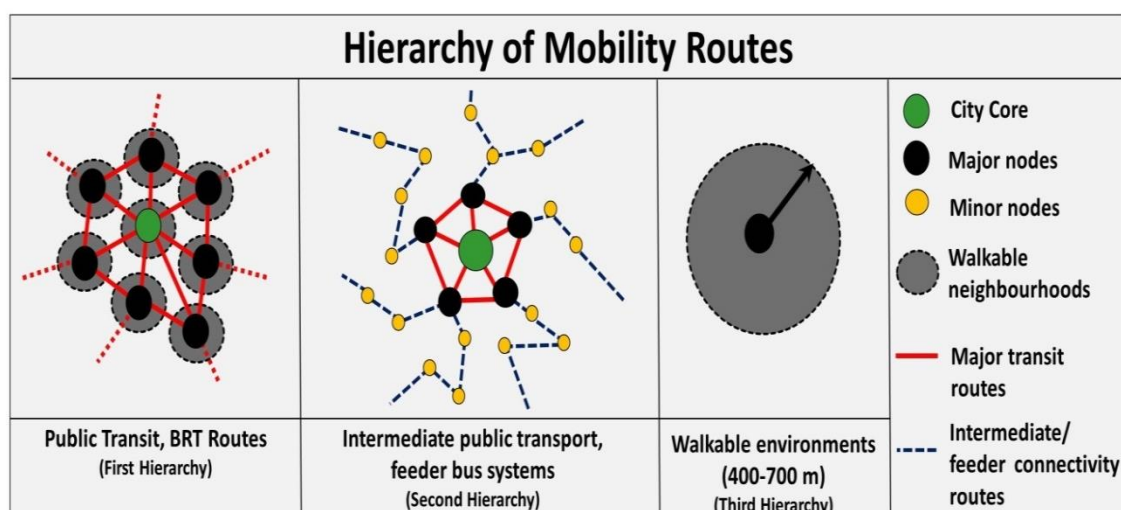 Hierarchy of Mobility Routes
Public Transit, BRT Routes
(First Hierarchy)
Intermediate public transport,
feeder bus systems
(Second Hierarchy)
Walkable environments
(400-700 m)
(Third Hierarchy)
City Core
Major nodes
Minor nodes
Walkable
neighbourhoods
Major transit
routes
Intermediate/
feeder connectivity
routes